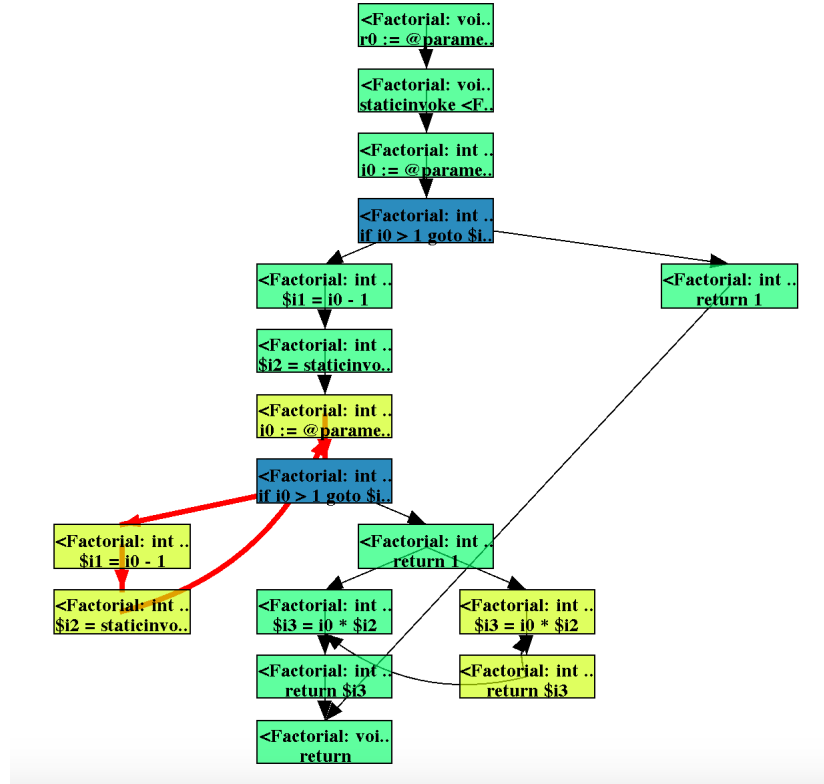 <Factorial: voi..
r0 := @parame..
<Factorial: voi..
staticinvoke <F..
<Factorial: int ..
i0 := @parame..
<Factorial: int ..
if i0 > 1 goto $i..
<Factorial: int ..
$i1 = i0 - 1
<Factorial: int ..
return 1
<Factorial: int ..
$i2 = staticinvo..
<Factorial: int ..
i0 := @parame..
<Factorial: int ..
if i0 > 1 goto $i..
<Factorial: int ..
$i1 = i0 - 1
<Factorial: int ..
return 1
<Factorial: int ..
$i2 = staticinvo..
<Factorial: int ..
$i3 = i0 * $i2
<Factorial: int ..
$i3 = i0 * $i2
<Factorial: int ..
return $i3
<Factorial: int ..
return $i3
<Factorial: voi..
return